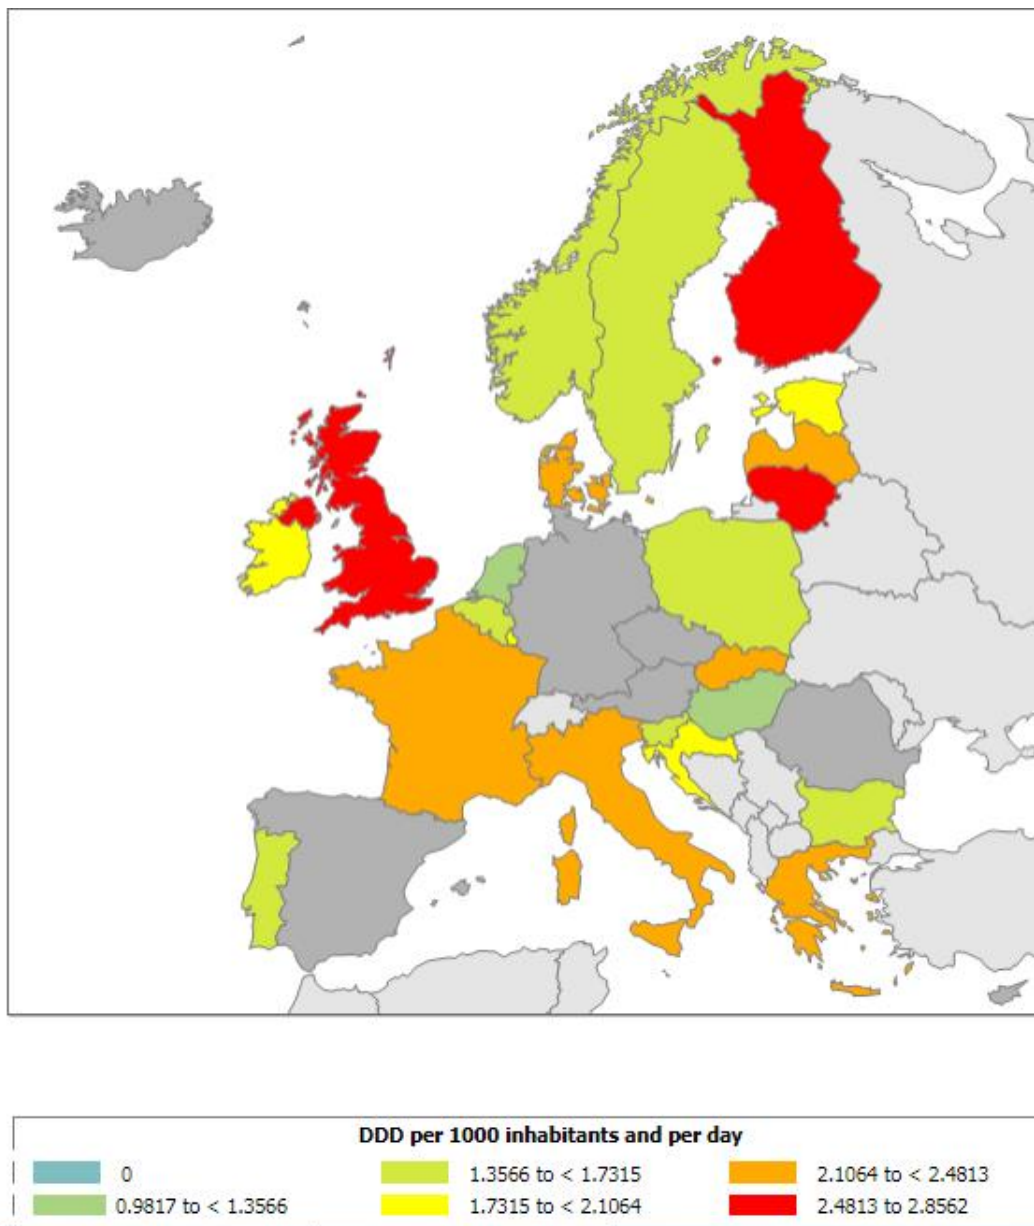 DDD per 1000 inhabitants and per day
0 1.3566 to < 1.7315 2.1064 to < 2.4813
0.9817 to < 1.3566 1.7315 to < 2.1064 2.4813 to 2.8562